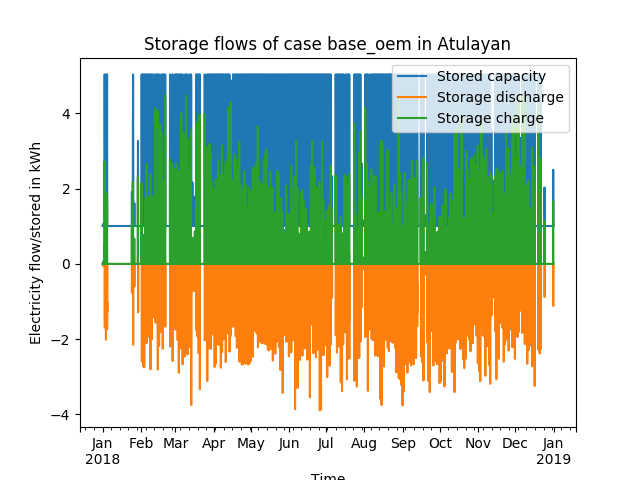 Storage flows of case base_oem in Atulayan
Stored capacity
Storage discharge
Storage charge
Electricity flow/stored in kWh
4
2
0
−2
−4
Jan Feb Mar Apr May Jun Jul Aug Sep Oct Nov Dec Jan
2018 2019
Time